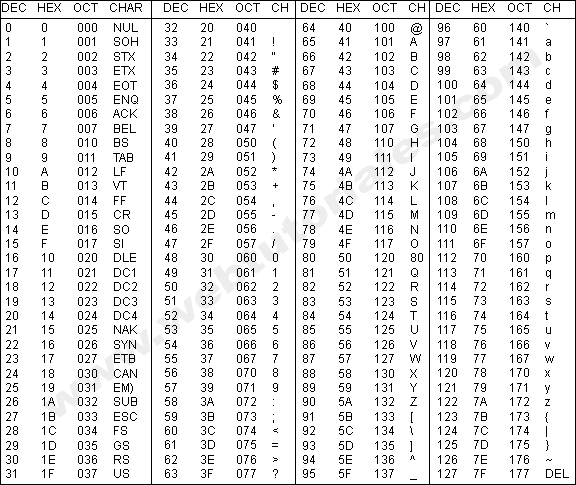 DEC HEX OCT CHAR DEC HEX OCT CH DEC HEX OCT CH DEC HEX OCT CH
0 0 000 NUL 32 20 040 64 40 100 @ 96 60 140 `
1 1 001 SOH 33 21 041 ! 65 41 101 A 97 61 141 a
2 2 002 STX 34 22 042 " 66 42 102 B 98 62 142 b
3 3 003 ETX 35 23 043 # 67 43 103 C 99 63 143 c
4 4 004 EOT 36 24 044 $ 68 44 104 D 100 64 144 d
5 5 005 ENQ 37 25 045 % 69 45 105 E 101 65 145 e
6 6 006 ACK 38 26 046 & 70 46 106 F 102 66 146 f
7 7 007 BEL 39 27 047 ' 71 47 107 G 103 67 147 g
8 8 010 BS 40 28 050 ( 72 48 110 H 104 68 150 h
9 9 011 TAB 41 29 051 ) 73 49 111 I 105 69 151 i
10 A 012 LF 42 2A 052 * 74 4A 112 J 106 6A 152 j
11 B 013 VT 43 2B 053 + 75 4B 113 K 107 6B 153 k
12 C 014 FF 44 2C 054 , 76 4C 114 L 108 6C 154 l
13 D 015 CR 45 2D 055 - 77 4D 115 M 109 6D 155 m
14 E 016 SO 46 2E 056 . 78 4E 116 N 110 6E 156 n
15 F 017 SI 47 2F 057 / 79 4F 117 O 111 6F 157 o
16 10 020 DLE 48 30 060 0 80 50 120 80 112 70 160 p
17 11 021 DC1 49 31 061 1 81 51 121 Q 113 71 161 q
18 12 022 DC2 50 32 062 2 82 52 122 R 114 72 162 r
19 13 023 DC3 51 33 063 3 83 53 123 S 115 73 163 s
20 14 024 DC4 52 34 064 4 84 54 124 T 116 74 164 t
21 15 025 NAK 53 35 065 5 85 55 125 U 117 75 165 u
22 16 026 SYN 54 36 066 6 86 56 126 V 118 76 166 v
23 17 027 ETB 55 37 067 7 87 57 127 W 119 77 167 w
24 18 030 CAN 56 38 070 8 88 58 130 X 120 78 170 x
25 19 031 EM) 57 39 071 9 89 59 131 Y 121 79 171 y
26 1A 032 SUB 58 3A 072 : 90 5A 132 Z 122 7A 172 z
27 1B 033 ESC 59 3B 073 ; 91 5B 133 [ 123 7B 173 {
28 1C 034 FS 60 3C 074 < 92 5C 134 \ 124 7C 174 |
29 1D 035 GS 61 3D 075 = 93 5D 135 ] 125 7D 175 }
30 1E 036 RS 62 3E 076 > 94 5E 136 ^ 126 7E 176 ~
31 1F 037 US 63 3F 077 ? 95 5F 137 _ 127 7F 177 DEL